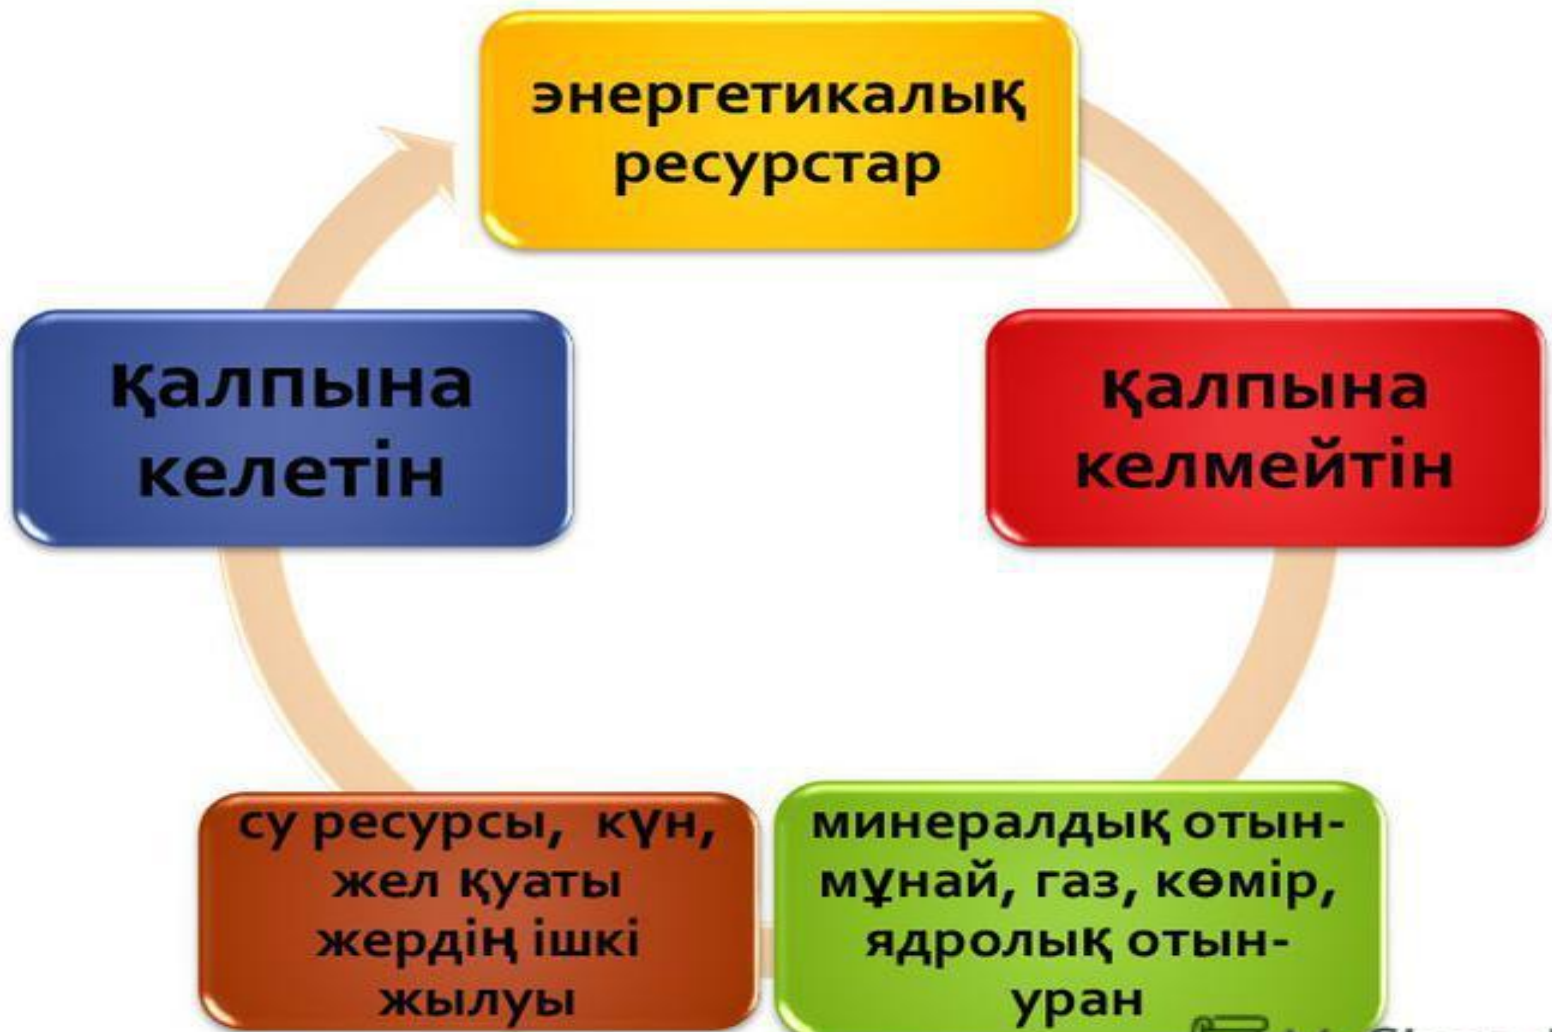 энергетикалық
ресурстар
қалпына
келетін
қалпына
келмейтін
су ресурсы, күн,
жел қуаты
жердің ішкі
жылуы
минералдық отын-
мұнай, газ, көмір,
ядролық отын-
уран